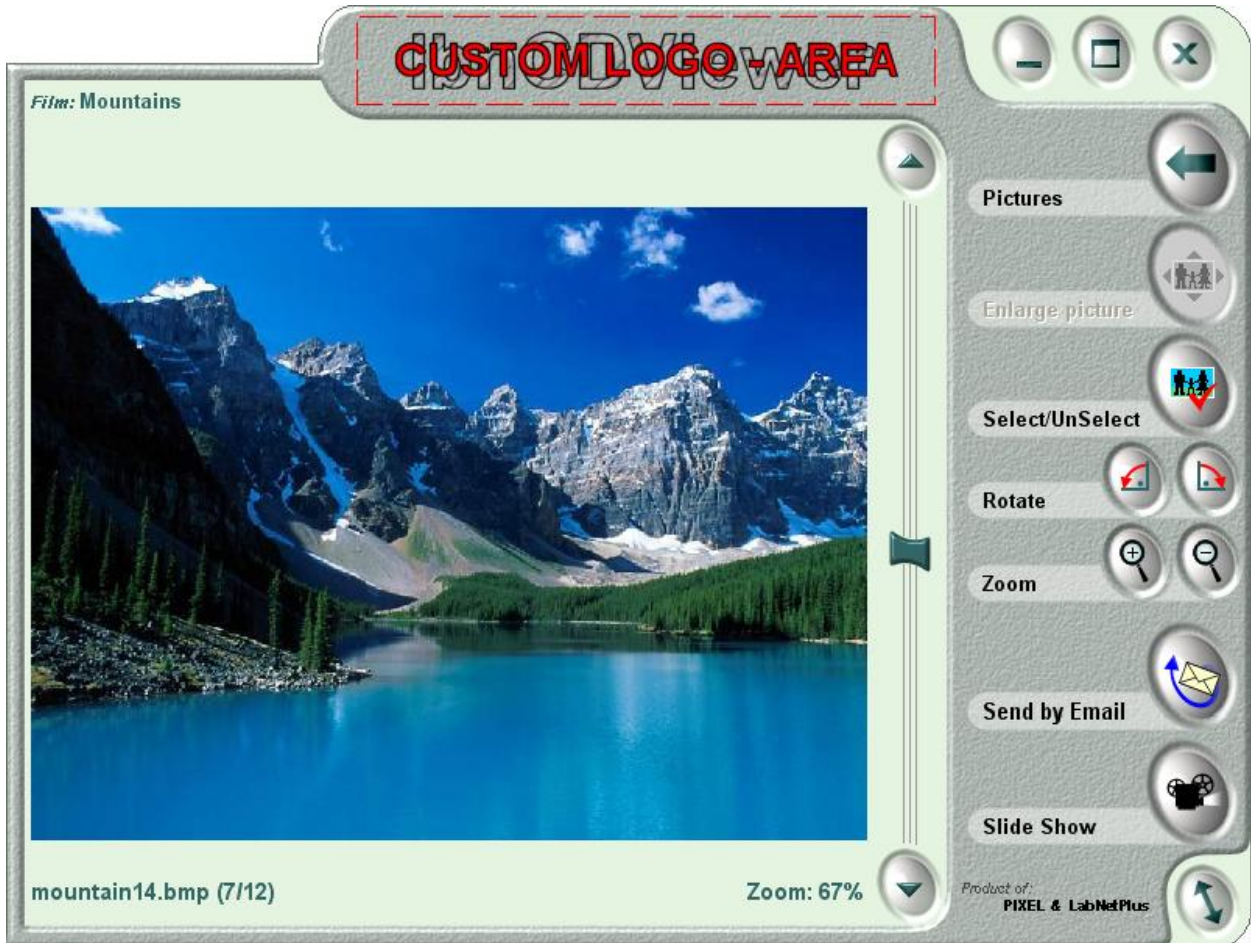 CUSTOM LOGO - AREA
Film: Mountains
Pictures
Enlarge picture
Select/UnSelect
Rotate
Zoom
Send by Email
Slide Show
mountain14.bmp (7/12)
Zoom: 67%
Product of:
PIXEL & LabNetPlus